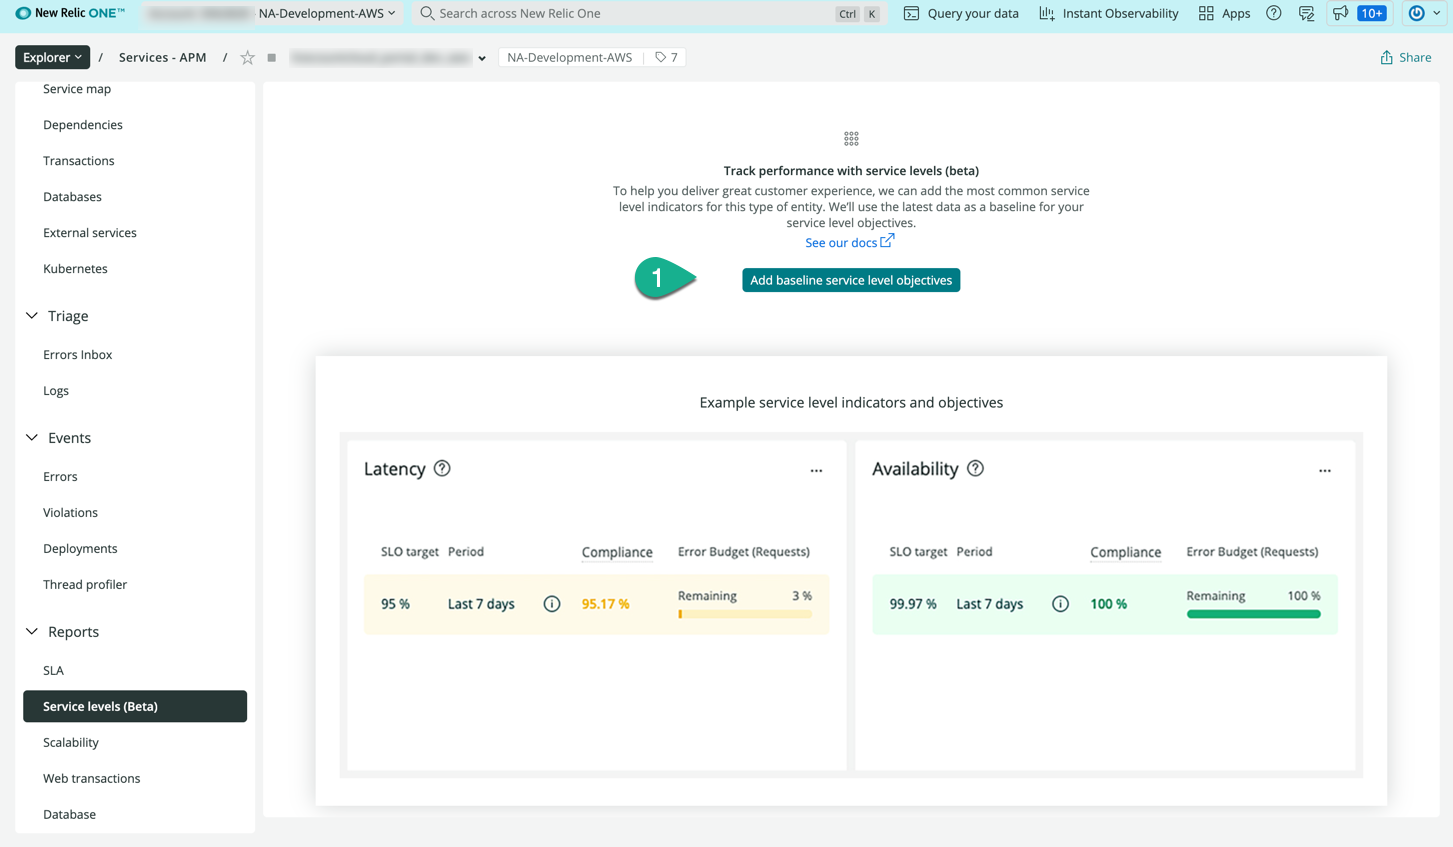 New Relic ONE™
NA-Development-AWS
Search across New Relic One
Ctrl K
Query your data
Instant Observability
Apps
10+
Explorer / Services - APM /
NA-Development-AWS
7
Share
Service map
Dependencies
Transactions
Databases
External services
Kubernetes
Triage
Errors Inbox
Logs
Events
Errors
Violations
Deployments
Thread profiler
Reports
SLA
Service levels (Beta)
Scalability
Web transactions
Database
Track performance with service levels (beta)
To help you deliver great customer experience, we can add the most common service
level indicators for this type of entity. We'll use the latest data as a baseline for your
service level objectives.
See our docs
1
Add baseline service level objectives
Example service level indicators and objectives
Latency
...
SLO target Period Compliance Error Budget (Requests)
95 % Last 7 days 95.17 % Remaining 3 %
Availability
...
SLO target Period Compliance Error Budget (Requests)
99.97 % Last 7 days 100 % Remaining 100 %